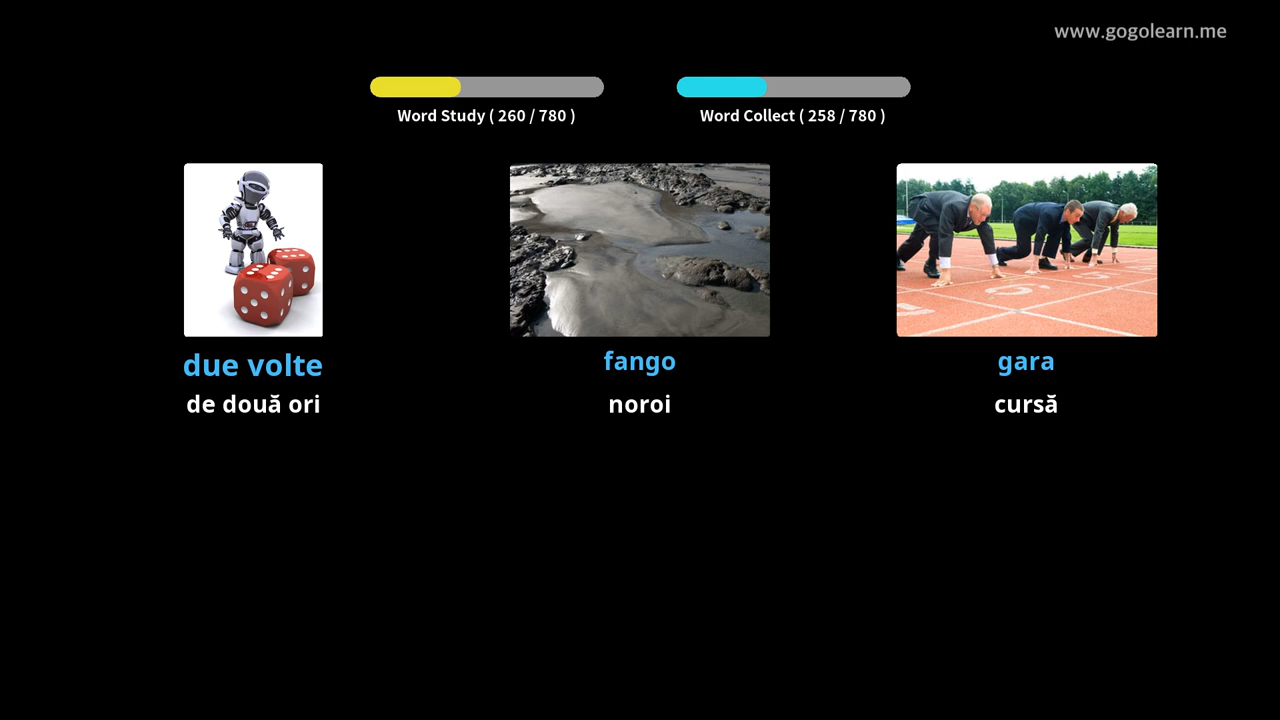 www.gogolearn.me
Word Study ( 260 / 780 )
Word Collect ( 258 / 780 )
due volte
de două ori
fango
noroi
gara
cursă